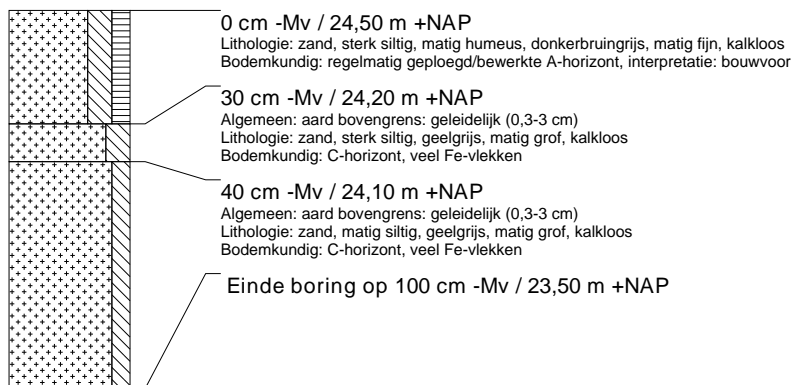 0 cm -Mv / 24,50 m +NAP
Lithologie: zand, sterk siltig, matig humeus, donkerbruingrijs, matig fijn, kalkloos
Bodemkundig: regelmatig geploegd/bewerkte A-horizont, interpretatie: bouwvoor
30 cm -Mv / 24,20 m +NAP
Algemeen: aard bovengrens: geleidelijk (0,3-3 cm)
Lithologie: zand, sterk siltig, geelgrijs, matig grof, kalkloos
Bodemkundig: C-horizont, veel Fe-vlekken
40 cm -Mv / 24,10 m +NAP
Algemeen: aard bovengrens: geleidelijk (0,3-3 cm)
Lithologie: zand, matig siltig, geelgrijs, matig grof, kalkloos
Bodemkundig: C-horizont, veel Fe-vlekken
Einde boring op 100 cm -Mv / 23,50 m +NAP